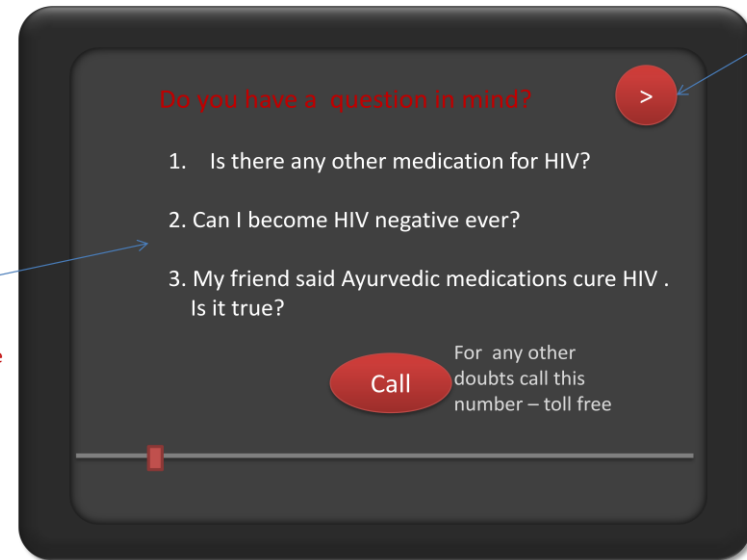 Do you have a  question in mind?
>
1. Is there any other medication for HIV?
2. Can I become HIV negative ever?
3. My friend said Ayurvedic medications cure HIV .
Is it true?
For  any other
Call
doubts call this
number – toll free